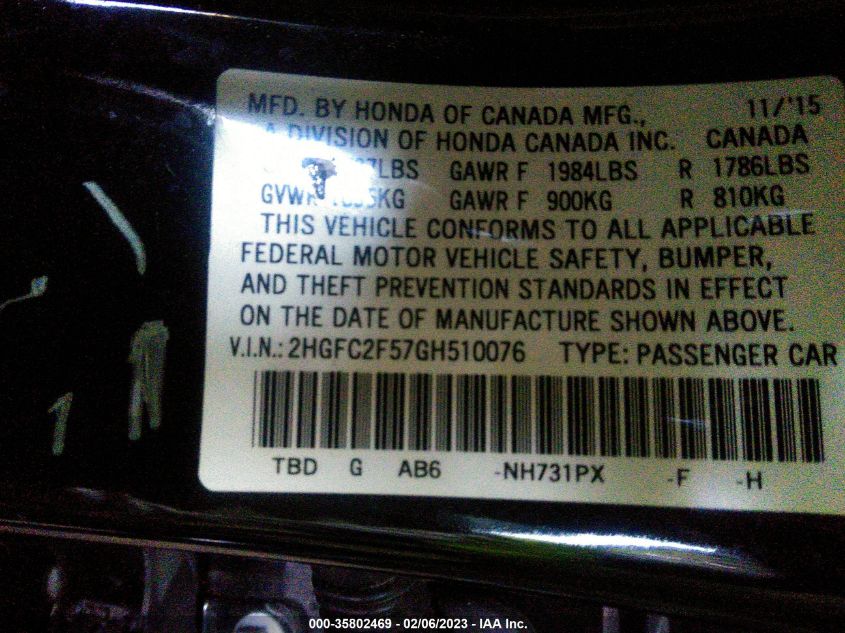 MFD. BY HONDA OF CANADA MFG., 11/'15
A DIVISION OF HONDA CANADA INC. CANADA
GAWR F 1984LBS R 1786LBS
GAWR F 900KG R 810KG
THIS VEHICLE CONFORMS TO ALL APPLICABLE
FEDERAL MOTOR VEHICLE SAFETY, BUMPER,
AND THEFT PREVENTION STANDARDS IN EFFECT
ON THE DATE OF MANUFACTURE SHOWN ABOVE.
V.I.N.: 2HGFC2F57GH510076 TYPE: PASSENGER CAR
TBD G AB6 -NH731PX -F -H
000-35802469 - 02/06/2023 - IAA Inc.